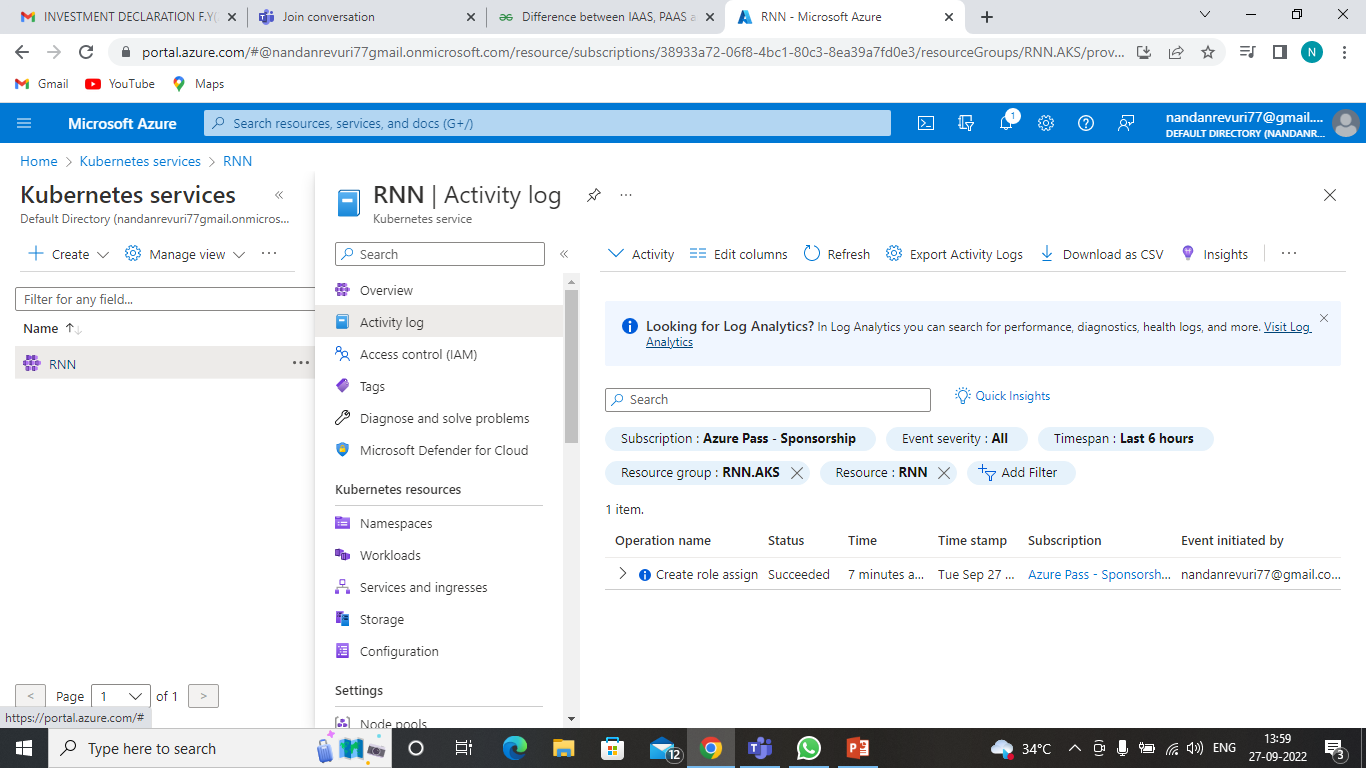 INVESTMENT DECLARATION F.Y(
Join conversation
Difference between IAAS, PAAS a
RNN - Microsoft Azure
portal.azure.com/#@nandanrevuri77gmail.onmicrosoft.com/resource/subscriptions/38933a72-06f8-4bc1-80c3-8ea39a7fd0e3/resourceGroups/RNN.AKS/prov...
N
Gmail
YouTube
Maps
Microsoft Azure
Search resources, services, and docs (G+/)
1
nandanrevuri77@gmail....
DEFAULT DIRECTORY (NANDANR...
Home > Kubernetes services > RNN
Kubernetes services
«
Default Directory (nandanrevuri77gmail.onmicros...
Create
Manage view
...
Filter for any field...
Name ↑↓
RNN
...
< Page 1 of 1 >
https://portal.azure.com/#
RNN | Activity log
...
Kubernetes service
Search
«
Overview
Activity log
Access control (IAM)
Tags
Diagnose and solve problems
Microsoft Defender for Cloud
Kubernetes resources
Namespaces
Workloads
Services and ingresses
Storage
Configuration
Settings
Node pools
Activity
Edit columns
Refresh
Export Activity Logs
Download as CSV
Insights
...
Looking for Log Analytics? In Log Analytics you can search for performance, diagnostics, health logs, and more. Visit Log
Analytics
Search
Quick Insights
Subscription : Azure Pass - Sponsorship
Event severity : All
Timespan : Last 6 hours
Resource group : RNN.AKS
Resource : RNN
Add Filter
1 item.
Operation name Status Time Time stamp Subscription Event initiated by
Create role assign Succeeded 7 minutes a... Tue Sep 27 ... Azure Pass - Sponsorsh... nandanrevuri77@gmail.co...
Type here to search
12
34°C
ENG
13:59
27-09-2022
3